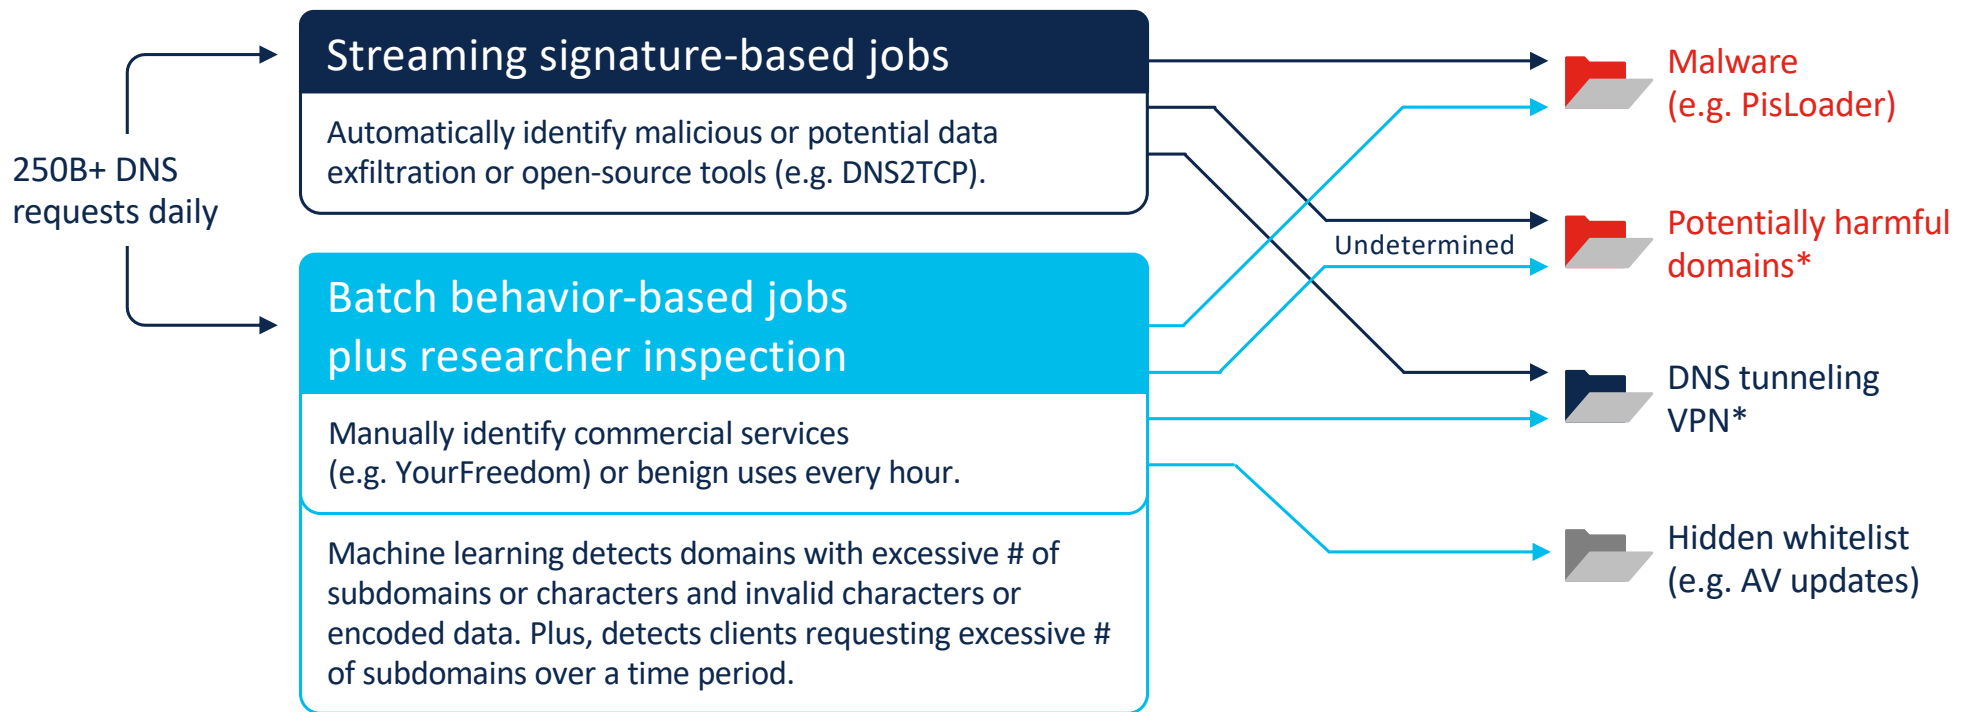 250B+ DNS
requests daily
Streaming signature-based jobs
Automatically identify malicious or potential data
exfiltration or open-source tools (e.g. DNS2TCP).
Batch behavior-based jobs
plus researcher inspection
Manually identify commercial services
(e.g. YourFreedom) or benign uses every hour.
Machine learning detects domains with excessive # of
subdomains or characters and invalid characters or
encoded data. Plus, detects clients requesting excessive #
of subdomains over a time period.
Undetermined
Malware
(e.g. PisLoader)
Potentially harmful
domains*
DNS tunneling
VPN*
Hidden whitelist
(e.g. AV updates)